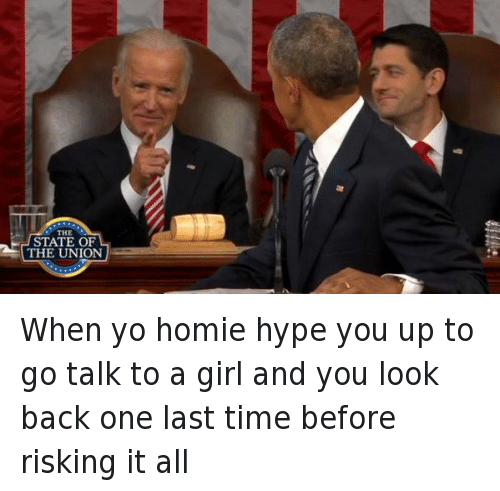 THE
STATE OF
THE UNION
When yo homie hype you up to
go talk to a girl and you look
back one last time before
risking it all